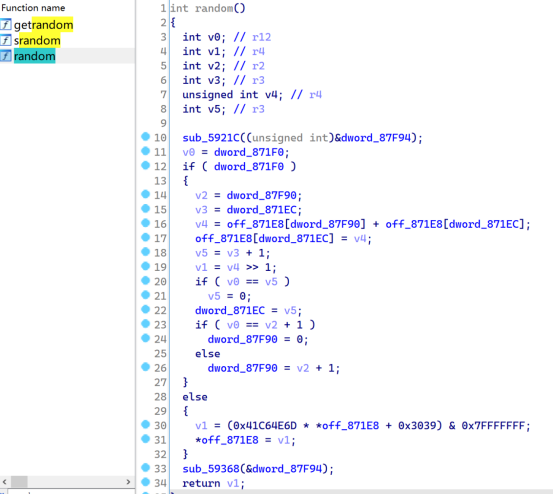 Function name
getrandom
srandom
random
1 int random()
2 {
3 int v0; // r12
4 int v1; // r4
5 int v2; // r2
6 int v3; // r3
7 unsigned int v4; // r4
8 int v5; // r3
9
10 sub_5921C((unsigned int)&dword_87F94);
11 v0 = dword_871F0;
12 if ( dword_871F0 )
13 {
14 v2 = dword_87F90;
15 v3 = dword_871EC;
16 v4 = off_871E8[dword_87F90] + off_871E8[dword_871EC];
17 off_871E8[dword_871EC] = v4;
18 v5 = v3 + 1;
19 v1 = v4 >> 1;
20 if ( v0 == v5 )
21 v5 = 0;
22 dword_871EC = v5;
23 if ( v0 == v2 + 1 )
24 dword_87F90 = 0;
25 else
26 dword_87F90 = v2 + 1;
27 }
28 else
29 {
30 v1 = (0x41C64E6D * *off_871E8 + 0x3039) & 0x7FFFFFFF;
31 *off_871E8 = v1;
32 }
33 sub_59368(&dword_87F94);
34 return v1;